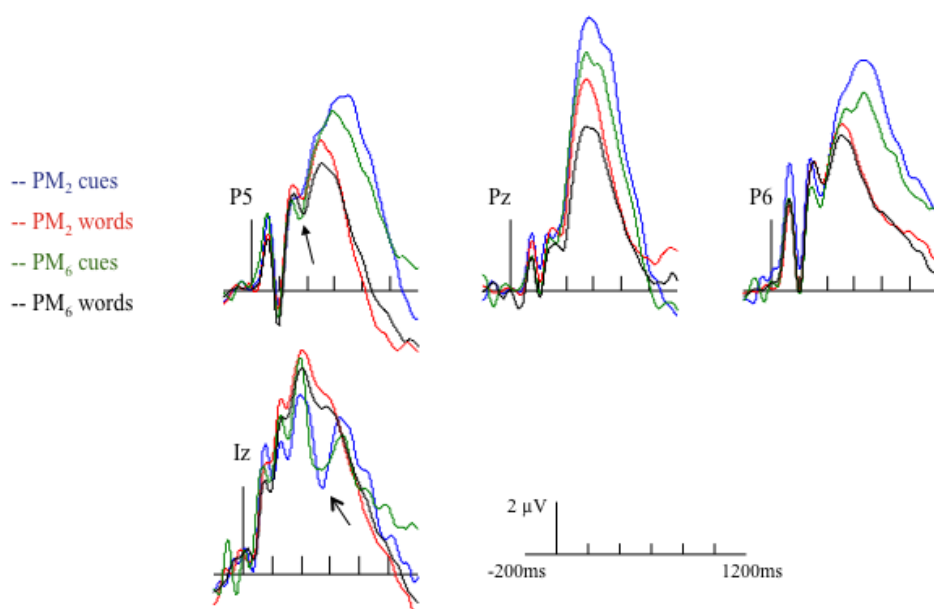 -- PM₂ cues
-- PM₂ words
-- PM₆ cues
-- PM₆ words
P5
Pz
P6
Iz
2 µV
-200ms
1200ms